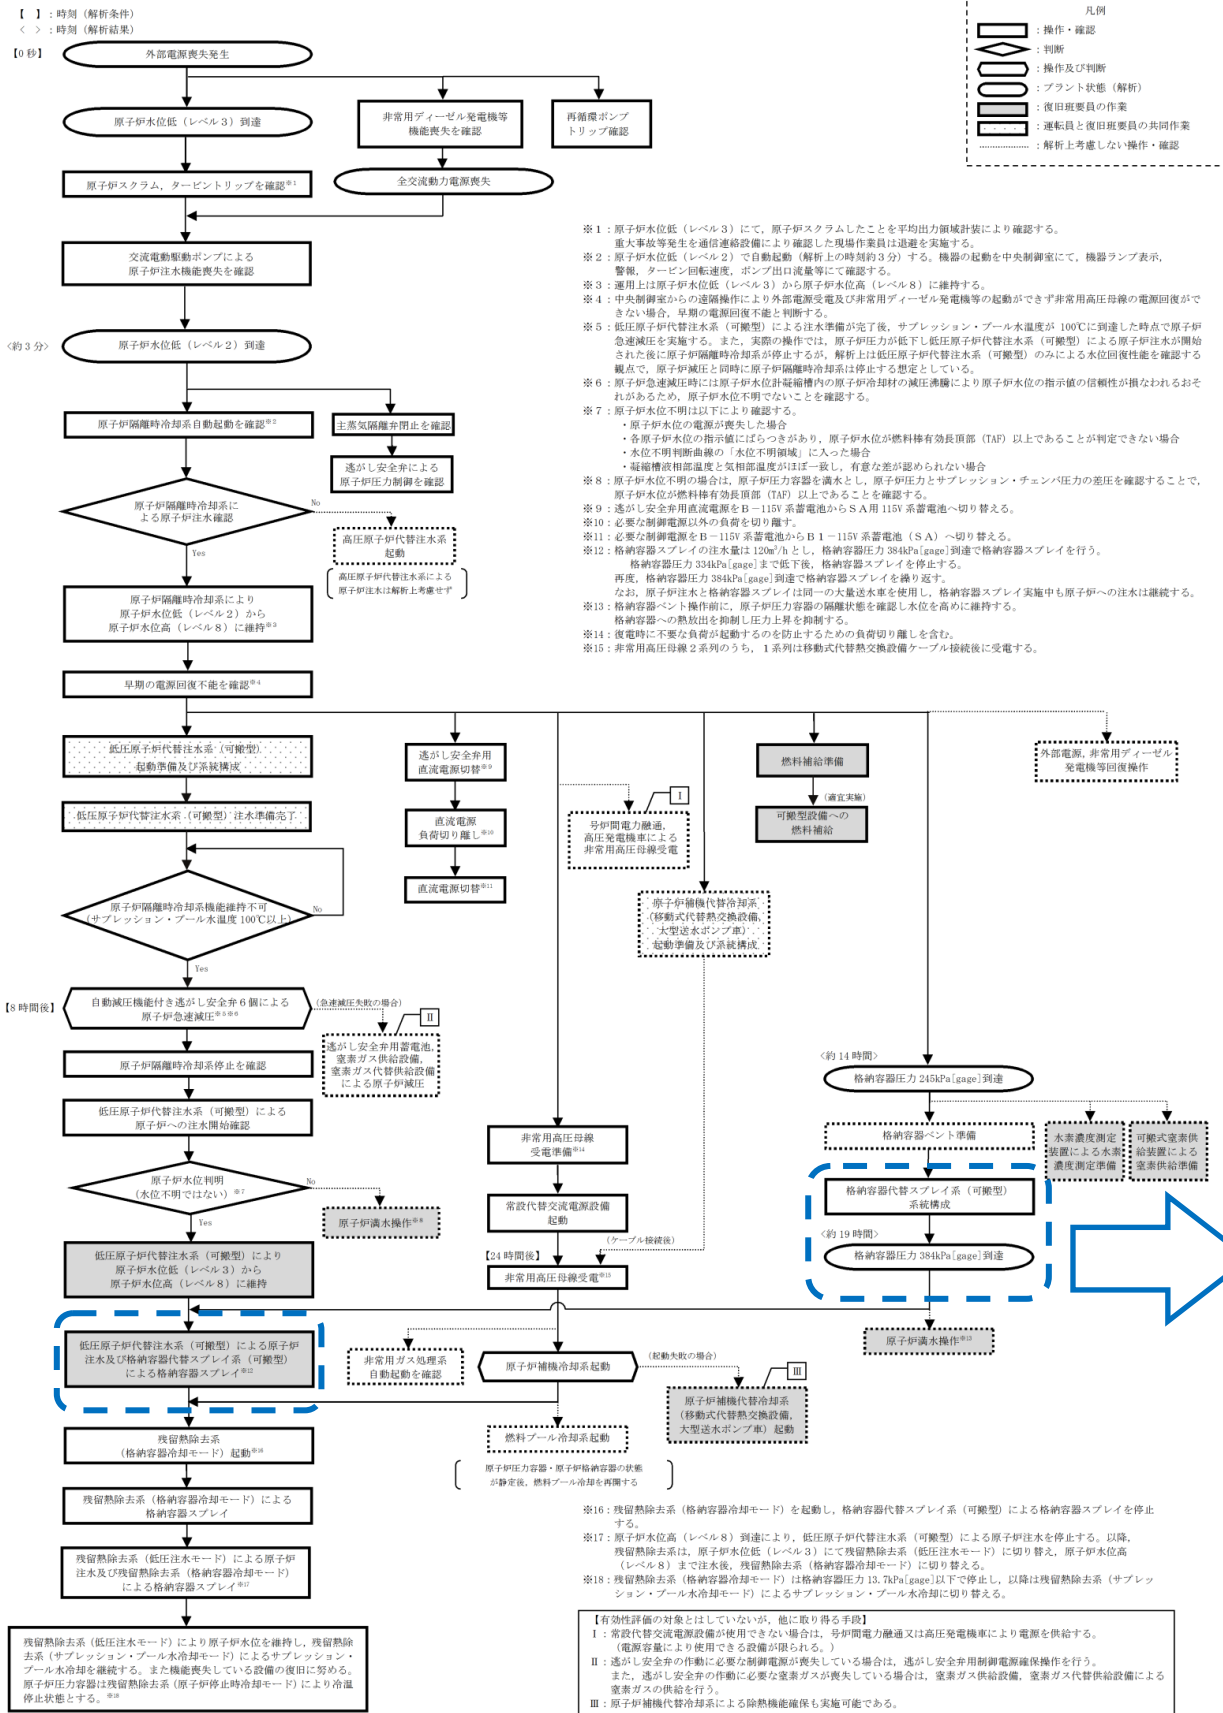 【　】：時刻（解析条件）
＜　＞：時刻（解析結果）
【0秒】
外部電源喪失発生
原子炉水位低（レベル3）到達
非常用ディーゼル発電機等
機能喪失を確認
再循環ポンプ
トリップ確認
原子炉スクラム，タービントリップを確認※1
全交流動力電源喪失
交流電動駆動ポンプによる
原子炉注水機能喪失を確認
〈約3分〉
原子炉水位低（レベル2）到達
原子炉隔離時冷却系自動起動を確認※2
主蒸気隔離弁閉止を確認
逃がし安全弁による
原子炉圧力制御を確認
原子炉隔離時冷却系に
よる原子炉注水確認
No
Yes
高圧原子炉代替注水系
起動
高圧原子炉代替注水系による
原子炉注水は解析上考慮せず
原子炉隔離時冷却系により
原子炉水位低（レベル2）から
原子炉水位高（レベル8）に維持※3
早期の電源回復不能を確認※4
凡例
：操作・確認
：判断
：操作及び判断
：プラント状態（解析）
：復旧班要員の作業
：運転員と復旧班要員の共同作業
：解析上考慮しない操作・確認
※1：原子炉水位低（レベル3）にて，原子炉スクラムしたことを平均出力領域計装により確認する。
重大事故等発生を通信連絡設備により確認した現場作業員は退避を実施する。
※2：原子炉水位低（レベル2）で自動起動（解析上の時刻約3分）する。機器の起動を中央制御室にて，機器ランプ表示，
警報，タービン回転速度，ポンプ出口流量等にて確認する。
※3：運用上は原子炉水位低（レベル3）から原子炉水位高（レベル8）に維持する。
※4：中央制御室からの遠隔操作により外部電源受電及び非常用ディーゼル発電機等の起動ができず非常用高圧母線の電源回復がで
きない場合，早期の電源回復不能と判断する。
※5：低圧原子炉代替注水系（可搬型）による注水準備が完了後，サプレッション・プール水温度が 100℃に到達した時点で原子炉
急速減圧を実施する。また，実際の操作では，原子炉圧力が低下し低圧原子炉代替注水系（可搬型）による原子炉注水が開始
された後に原子炉隔離時冷却系が停止するが，解析上は低圧原子炉代替注水系（可搬型）のみによる水位回復性能を確認する
観点で，原子炉減圧と同時に原子炉隔離時冷却系は停止する想定としている。
※6：原子炉急速減圧時には原子炉水位計凝縮槽内の原子炉冷却材の減圧沸騰により原子炉水位の指示値の信頼性が損なわれるおそ
れがあるため，原子炉水位不明でないことを確認する。
※7：原子炉水位不明は以下により確認する。
・原子炉水位の電源が喪失した場合
・各原子炉水位の指示値にばらつきがあり，原子炉水位が燃料棒有効長頂部（TAF）以上であることが判定できない場合
・水位不明判断曲線の「水位不明領域」に入った場合
・凝縮槽液相部温度と気相部温度がほぼ一致し，有意な差が認められない場合
※8：原子炉水位不明の場合は，原子炉圧力容器を満水とし，原子炉圧力とサプレッション・チェンバ圧力の差圧を確認することで，
原子炉水位が燃料棒有効長頂部（TAF）以上であることを確認する。
※9：逃がし安全弁用直流電源をB－115V系蓄電池からSA用115V系蓄電池へ切り替える。
※10：必要な制御電源以外の負荷を切り離す。
※11：必要な制御電源をB－115V系蓄電池からB1－115V系蓄電池（SA）へ切り替える。
※12：格納容器スプレイの注水量は120m³/hとし，格納容器圧力 384kPa[gage]到達で格納容器スプレイを行う。
格納容器圧力 334kPa[gage]まで低下後，格納容器スプレイを停止する。
再度，格納容器圧力 384kPa[gage]到達で格納容器スプレイを繰り返す。
なお，原子炉注水と格納容器スプレイは同一の大量送水車を使用し，格納容器スプレイ実施中も原子炉への注水は継続する。
※13：格納容器ベント操作前に，原子炉圧力容器の隔離状態を確認し水位を高めに維持する。
格納容器への熱放出を抑制し圧力上昇を抑制する。
※14：復電時に不要な負荷が起動するのを防止するための負荷切り離しを含む。
※15：非常用高圧母線2系列のうち，1系列は移動式代替熱交換設備ケーブル接続後に受電する。
低圧原子炉代替注水系（可搬型）
起動準備及び系統構成
低圧原子炉代替注水系（可搬型）注水準備完了
逃がし安全弁用
直流電源切替※9
直流電源
負荷切り離し※10
直流電源切替※11
Ⅰ
号炉間電力融通，
高圧発電機車による
非常用高圧母線受電
原子炉補機代替冷却系
（移動式代替熱交換設備，
大型送水ポンプ車）
起動準備及び系統構成
燃料補給準備
（適宜実施）
可搬型設備への
燃料補給
外部電源，非常用ディーゼル
発電機等回復操作
原子炉隔離時冷却系機能維持不可
（サプレッション・プール水温度100℃以上）
No
Yes
【8時間後】
自動減圧機能付き逃がし安全弁6個による
原子炉急速減圧※5※6
（急速減圧失敗の場合）
Ⅱ
逃がし安全弁用蓄電池，
窒素ガス供給設備，
窒素ガス代替供給設備
による原子炉減圧
原子炉隔離時冷却系停止を確認
低圧原子炉代替注水系（可搬型）による
原子炉への注水開始確認
原子炉水位判明
（水位不明ではない）※7
No
Yes
原子炉満水操作※8
低圧原子炉代替注水系（可搬型）により
原子炉水位低（レベル3）から
原子炉水位高（レベル8）に維持
非常用高圧母線
受電準備※14
常設代替交流電源設備
起動
（ケーブル接続後）
【24時間後】
非常用高圧母線受電※15
〈約14時間〉
格納容器圧力 245kPa[gage]到達
格納容器ベント準備
水素濃度測定
装置による水素
濃度測定準備
可搬式窒素供
給装置による
窒素供給準備
格納容器代替スプレイ系（可搬型）
系統構成
〈約19時間〉
格納容器圧力 384kPa[gage]到達
原子炉満水操作※13
低圧原子炉代替注水系（可搬型）による原子炉
注水及び格納容器代替スプレイ系（可搬型）
による格納容器スプレイ※12
非常用ガス処理系
自動起動を確認
原子炉補機冷却系起動
（起動失敗の場合）
Ⅲ
原子炉補機代替冷却系
（移動式代替熱交換設備，
大型送水ポンプ車）起動
燃料プール冷却系起動
原子炉圧力容器・原子炉格納容器の状態
が静定後，燃料プール冷却を再開する
残留熱除去系
（格納容器冷却モード）起動※16
残留熱除去系（格納容器冷却モード）による
格納容器スプレイ
残留熱除去系（低圧注水モード）による原子炉
注水及び残留熱除去系（格納容器冷却モード）
による格納容器スプレイ※17
残留熱除去系（低圧注水モード）により原子炉水位を維持し，残留熱除
去系（サプレッション・プール水冷却モード）によるサプレッション・
プール水冷却を継続する。また機能喪失している設備の復旧に努める。
原子炉圧力容器は残留熱除去系（原子炉停止時冷却モード）により冷温
停止状態とする。※18
※16：残留熱除去系（格納容器冷却モード）を起動し，格納容器代替スプレイ系（可搬型）による格納容器スプレイを停止
する。
※17：原子炉水位高（レベル8）到達により，低圧原子炉代替注水系（可搬型）による原子炉注水を停止する。以降，
残留熱除去系は，原子炉水位低（レベル3）にて残留熱除去系（低圧注水モード）に切り替え，原子炉水位高
（レベル8）まで注水後，残留熱除去系（格納容器冷却モード）に切り替える。
※18：残留熱除去系（格納容器冷却モード）は格納容器圧力 13.7kPa[gage]以下で停止し，以降は残留熱除去系（サプレッ
ション・プール水冷却モード）によるサプレッション・プール水冷却に切り替える。
【有効性評価の対象とはしていないが，他に取り得る手段】
Ⅰ：常設代替交流電源設備が使用できない場合は，号炉間電力融通又は高圧発電機車により電源を供給する。
（電源容量により使用できる設備が限られる。）
Ⅱ：逃がし安全弁の作動に必要な制御電源が喪失している場合は，逃がし安全弁用制御電源確保操作を行う。
また，逃がし安全弁の作動に必要な窒素ガスが喪失している場合は，窒素ガス供給設備，窒素ガス代替供給設備による
窒素ガスの供給を行う。
Ⅲ：原子炉補機代替冷却系による除熱機能確保も実施可能である。